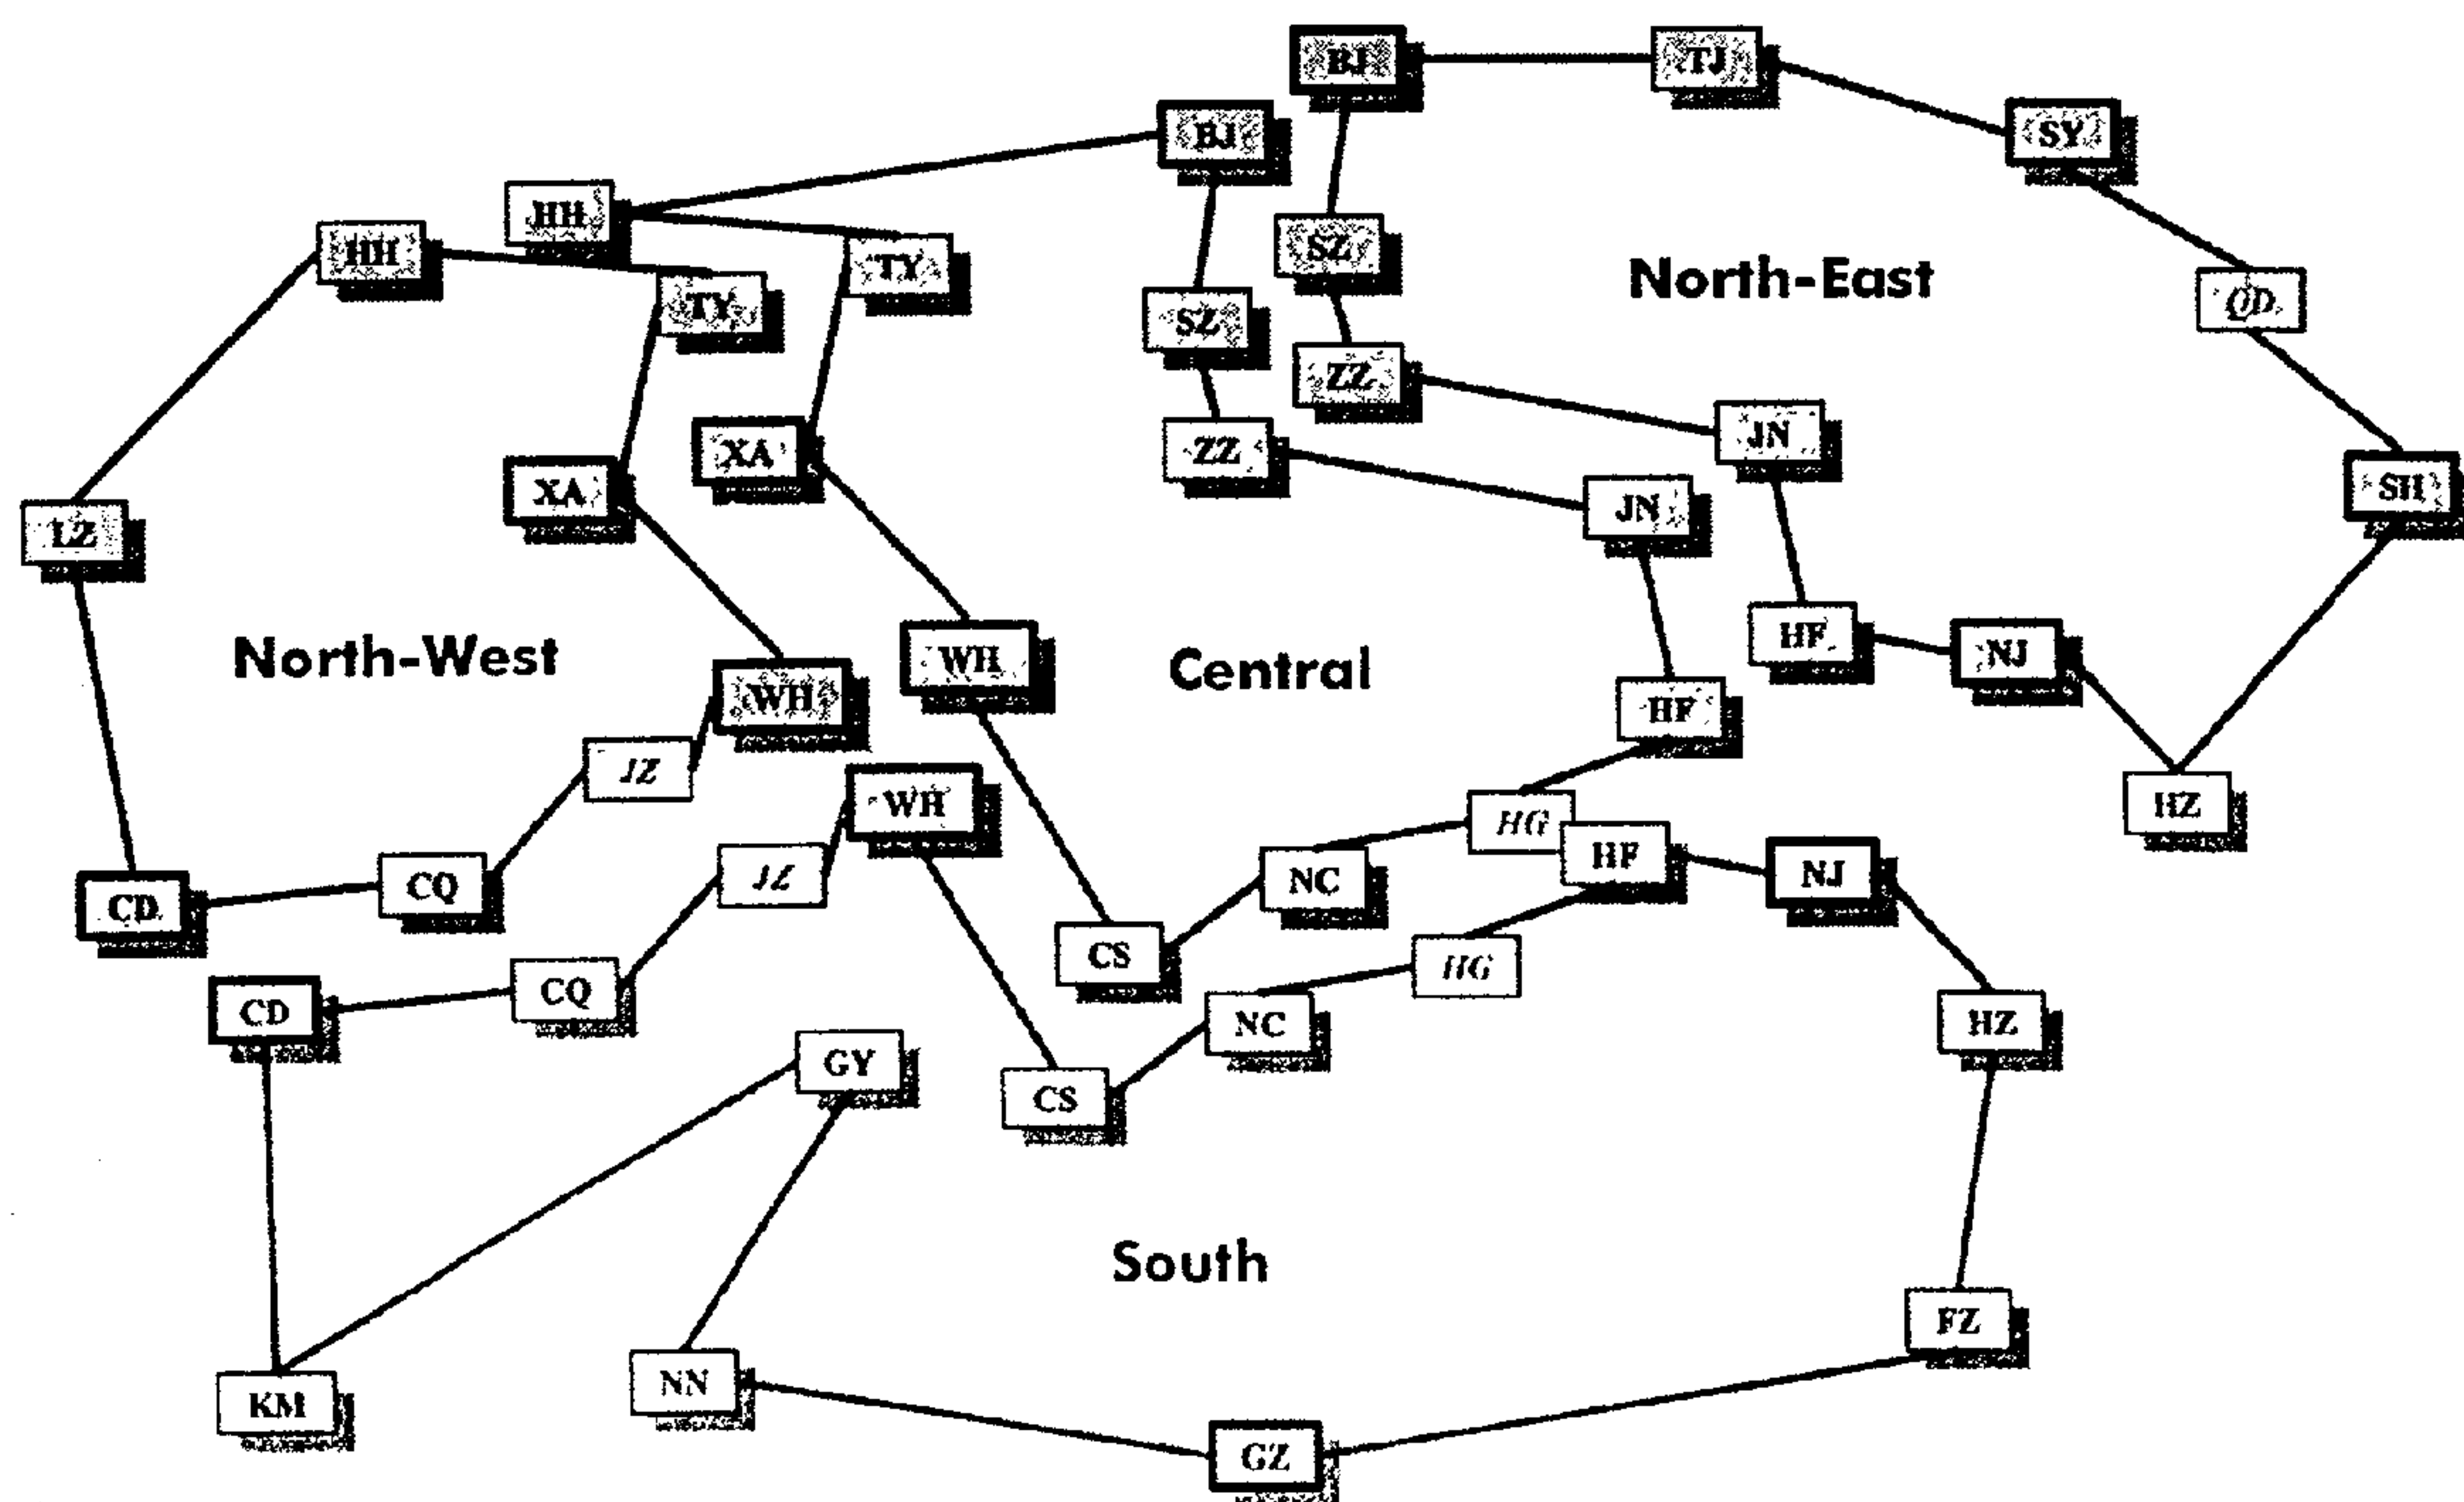 BJ
TJ
SY
BJ
HH
SZ
HH
TY
North-East
TY
QD
SZ
ZZ
XA
ZZ
JN
XA
JN
SH
LZ
North-West
WH
Central
HF
NJ
WH
HF
JZ
WH
HG
HZ
CD
CQ
JZ
NC
HF
NJ
CS
HG
CD
CQ
NC
HZ
GY
CS
South
FZ
KM
NN
GZ